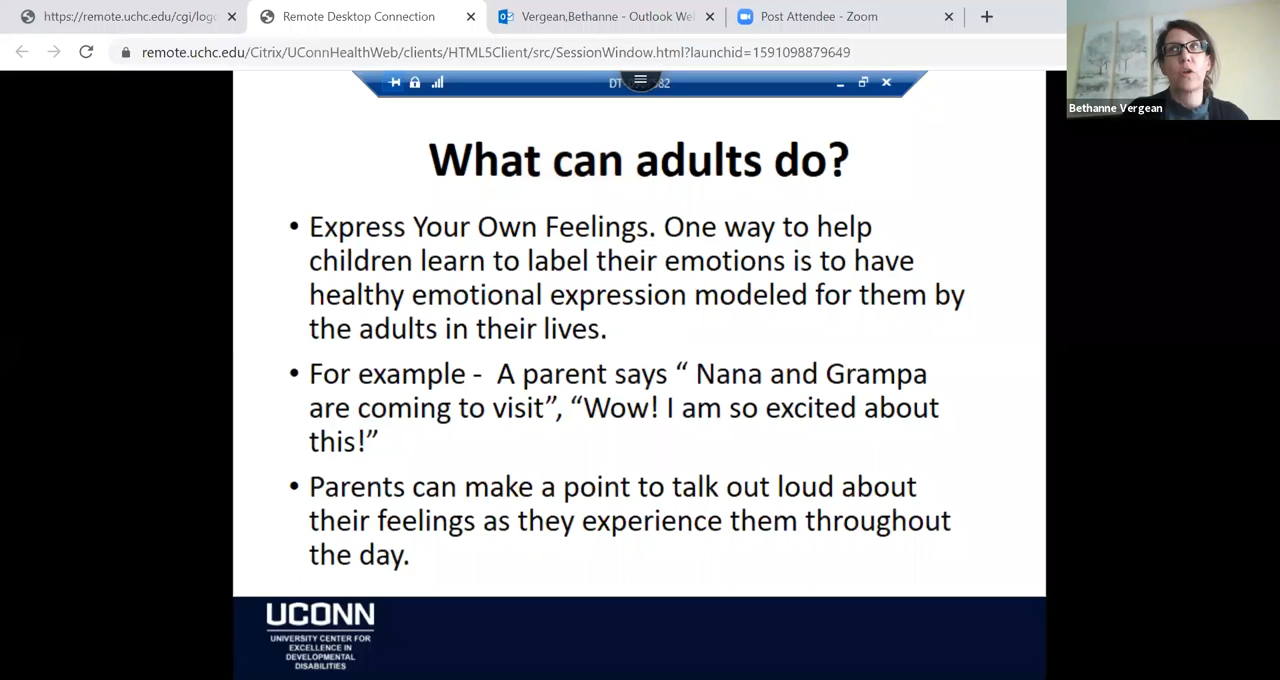 https://remote.uchc.edu/cgi/logo
Remote Desktop Connection
Vergean,Bethanne - Outlook We
Post Attendee - Zoom
remote.uchc.edu/Citrix/UConnHealthWeb/clients/HTML5Client/src/SessionWindow.html?launchid=1591098879649
Bethanne Vergean
What can adults do?
• Express Your Own Feelings. One way to help
children learn to label their emotions is to have
healthy emotional expression modeled for them by
the adults in their lives.
• For example -  A parent says “ Nana and Grampa
are coming to visit”, “Wow! I am so excited about
this!”
• Parents can make a point to talk out loud about
their feelings as they experience them throughout
the day.
UCONN
UNIVERSITY CENTER FOR
EXCELLENCE IN
DEVELOPMENTAL
DISABILITIES